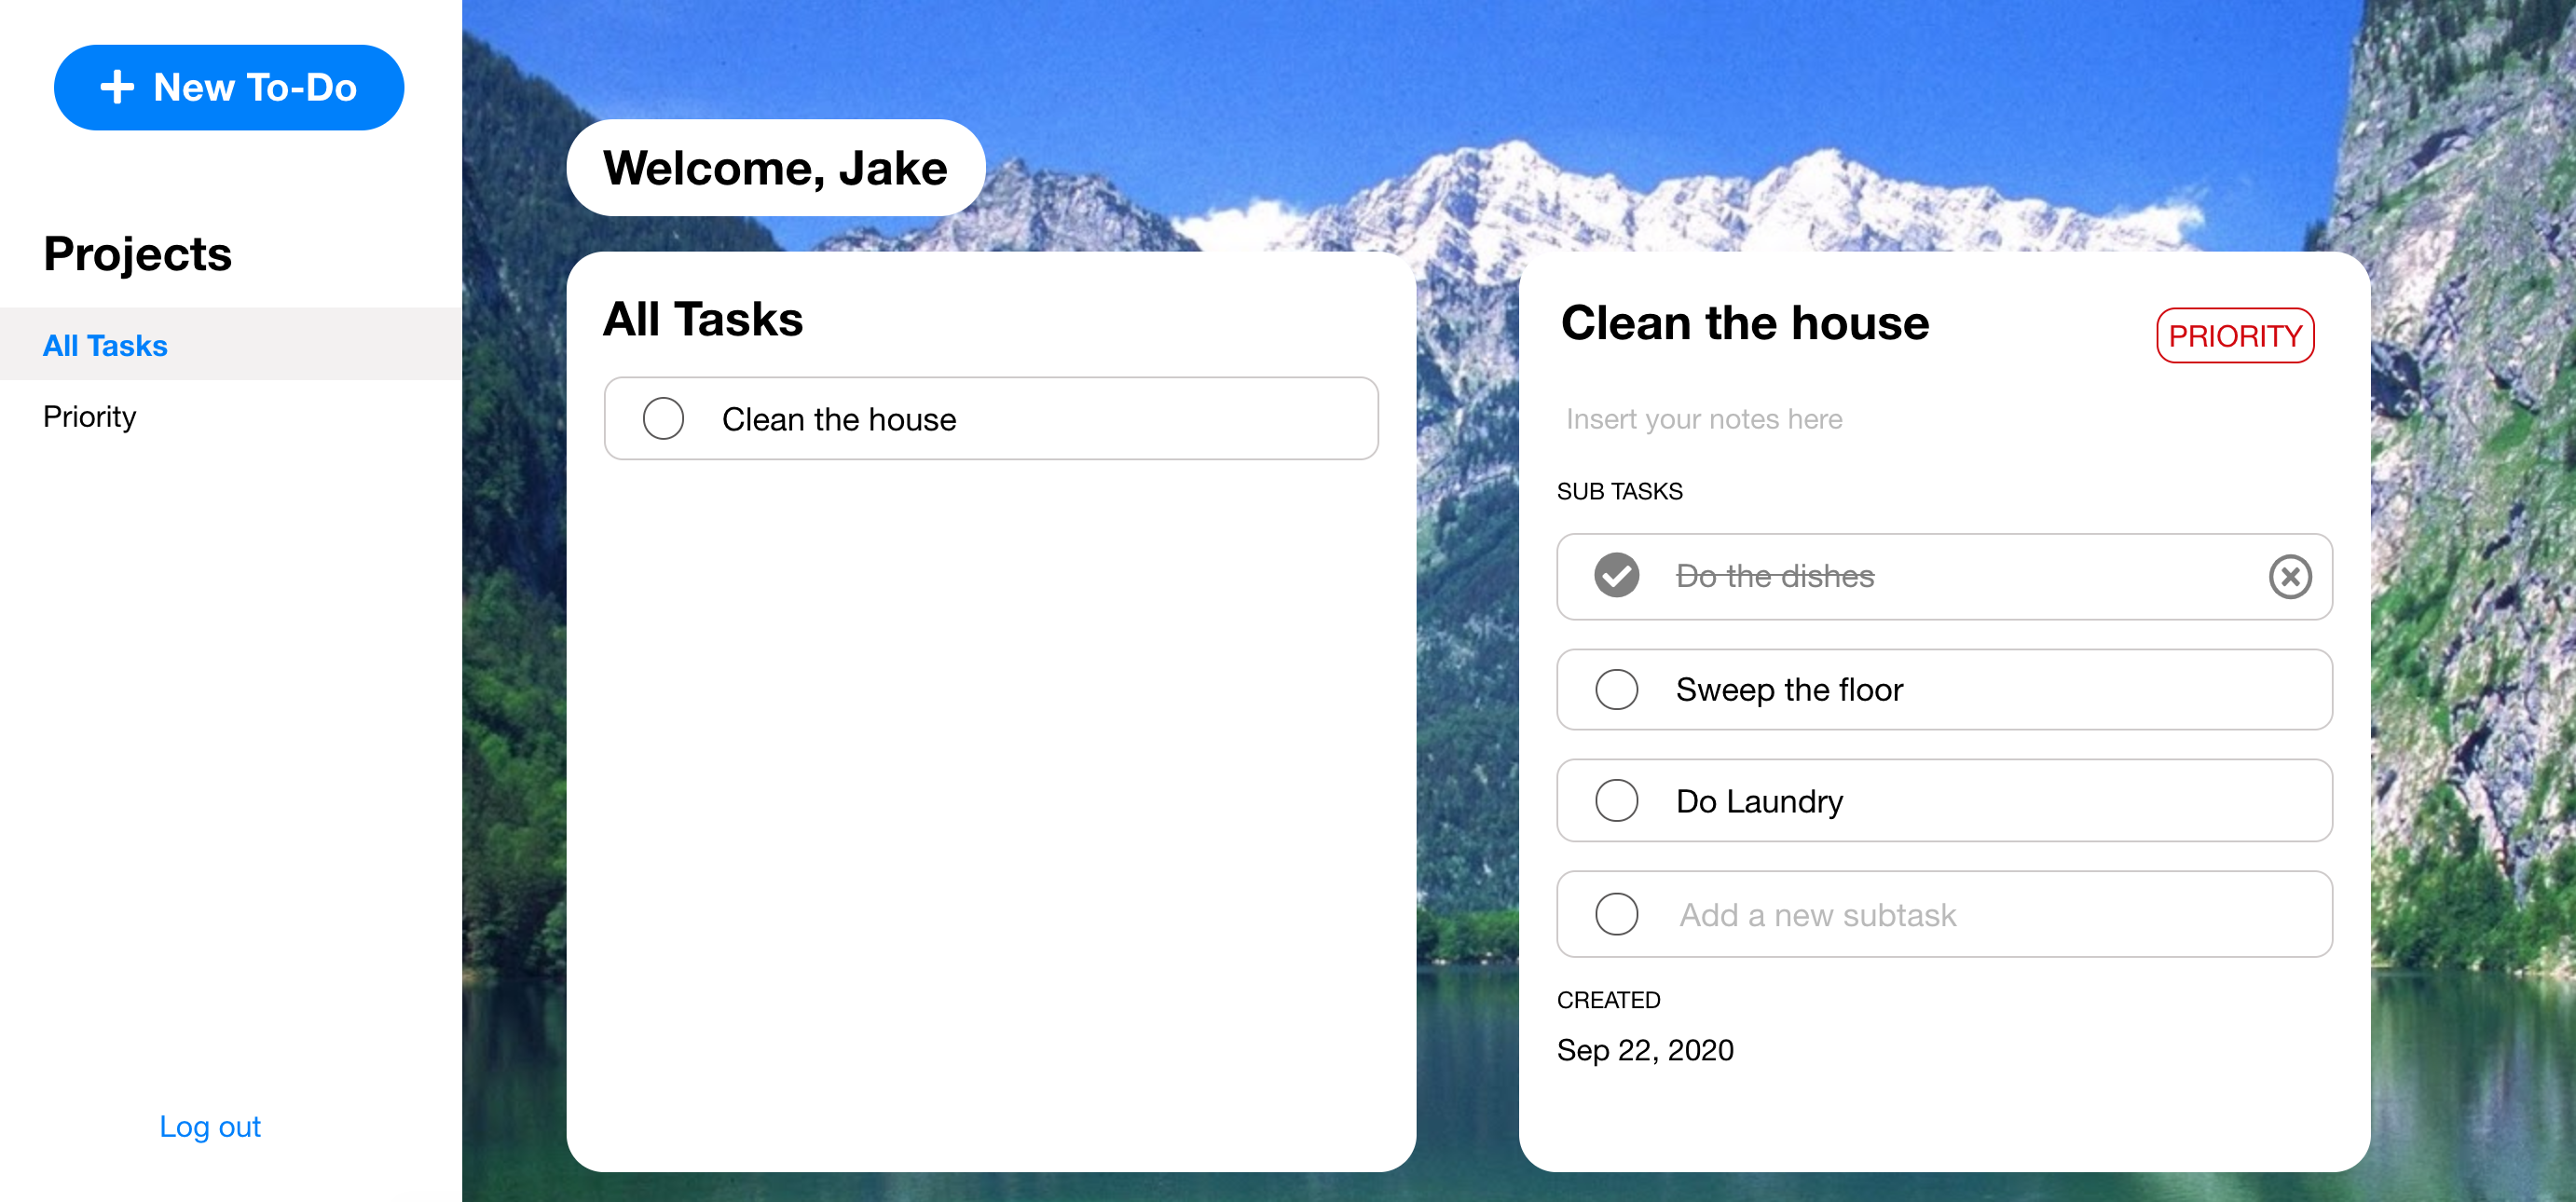 New To-Do
Projects
All Tasks
Priority
Log out
Welcome, Jake
All Tasks
Clean the house
Clean the house
PRIORITY
Insert your notes here
SUB TASKS
Do the dishes
Sweep the floor
Do Laundry
Add a new subtask
CREATED
Sep 22, 2020